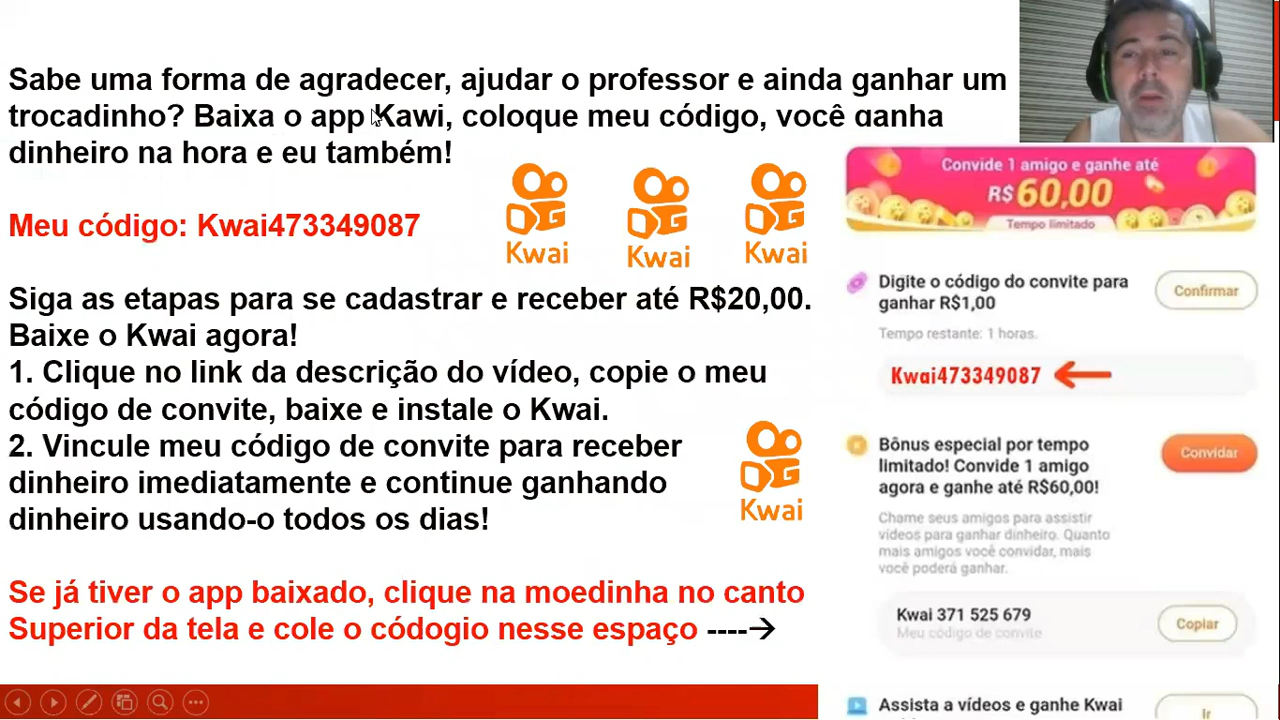 Sabe uma forma de agradecer, ajudar o professor e ainda ganhar um
trocadinho? Baixa o app Kawi, coloque meu código, você ganha
dinheiro na hora e eu também!
Meu código: Kwai473349087
Kwai
Kwai
Kwai
Siga as etapas para se cadastrar e receber até R$20,00.
Baixe o Kwai agora!
1. Clique no link da descrição do vídeo, copie o meu
código de convite, baixe e instale o Kwai.
2. Vincule meu código de convite para receber
dinheiro imediatamente e continue ganhando
dinheiro usando-o todos os dias!
Kwai
Se já tiver o app baixado, clique na moedinha no canto
Superior da tela e cole o códogio nesse espaço ---->
Convide 1 amigo e ganhe até
R$ 60,00
Tempo limitado
Digite o código do convite para
ganhar R$1,00
Confirmar
Tempo restante: 1 horas.
Kwai473349087
Bônus especial por tempo
limitado! Convide 1 amigo
agora e ganhe até R$60,00!
Convidar
Chame seus amigos para assistir
vídeos para ganhar dinheiro. Quanto
mais amigos você convidar, mais
você poderá ganhar.
Kwai 371 525 679
Meu código de convite
Copiar
Assista a vídeos e ganhe Kwai
Ir